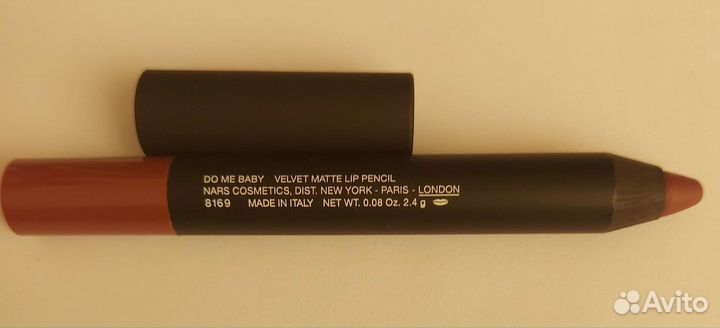 DO ME BABY VELVET MATTE LIP PENCIL
NARS COSMETICS, DIST. NEW YORK - PARIS - LONDON
8169 MADE IN ITALY NET WT. 0.08 Oz. 2.4 g
Avito